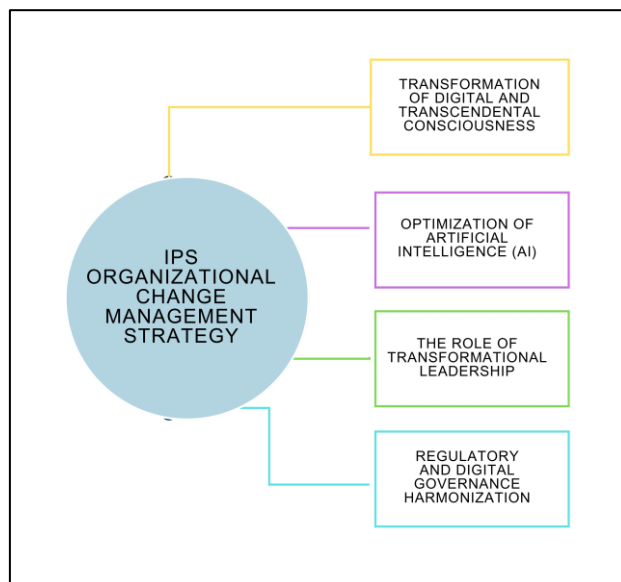 TRANSFORMATION
OF DIGITAL AND
TRANSCENDENTAL
CONSCIOUSNESS
OPTIMIZATION OF
ARTIFICIAL
INTELLIGENCE (AI)
IPS
ORGANIZATIONAL
CHANGE
MANAGEMENT
STRATEGY
THE ROLE OF
TRANSFORMATIONAL
LEADERSHIP
REGULATORY
AND DIGITAL
GOVERNANCE
HARMONIZATION